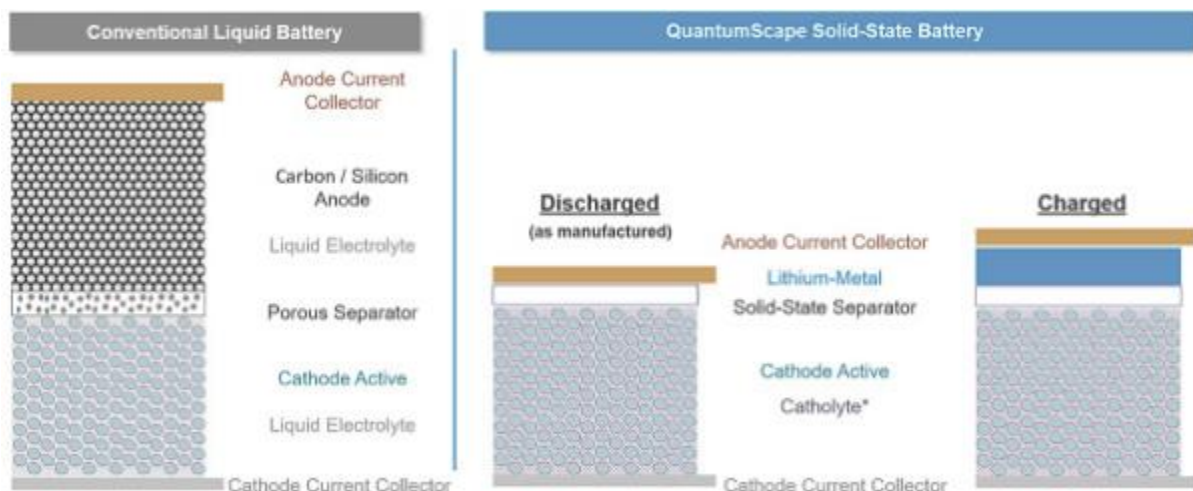 Conventional Liquid Battery
Anode Current
Collector
Carbon / Silicon
Anode
Liquid Electrolyte
Porous Separator
Cathode Active
Liquid Electrolyte
Cathode Current Collector
QuantumScape Solid-State Battery
Discharged
(as manufactured)
Charged
Anode Current Collector
Lithium-Metal
Solid-State Separator
Cathode Active
Catholyte*
Cathode Current Collector